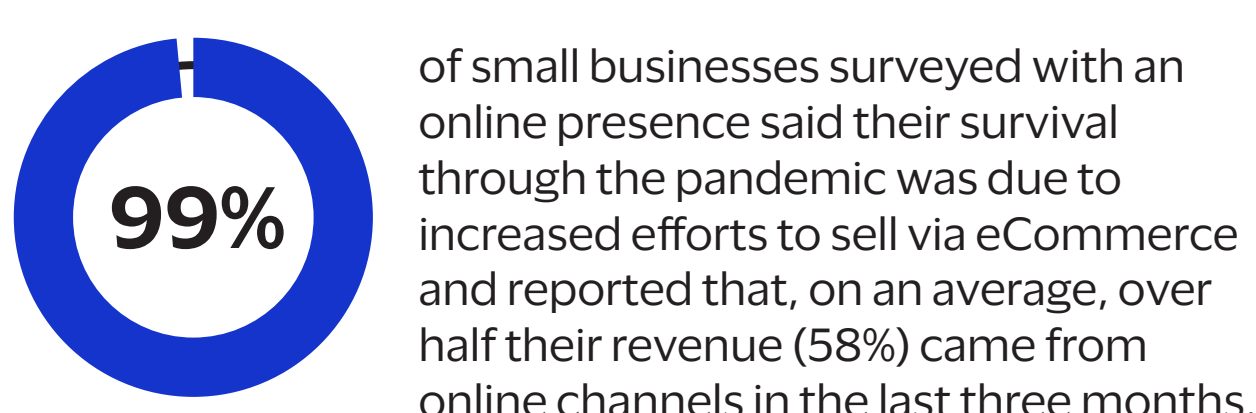 99%
of small businesses surveyed with an
online presence said their survival
through the pandemic was due to
increased efforts to sell via eCommerce
and reported that, on an average, over
half their revenue (58%) came from
online channels in the last three months